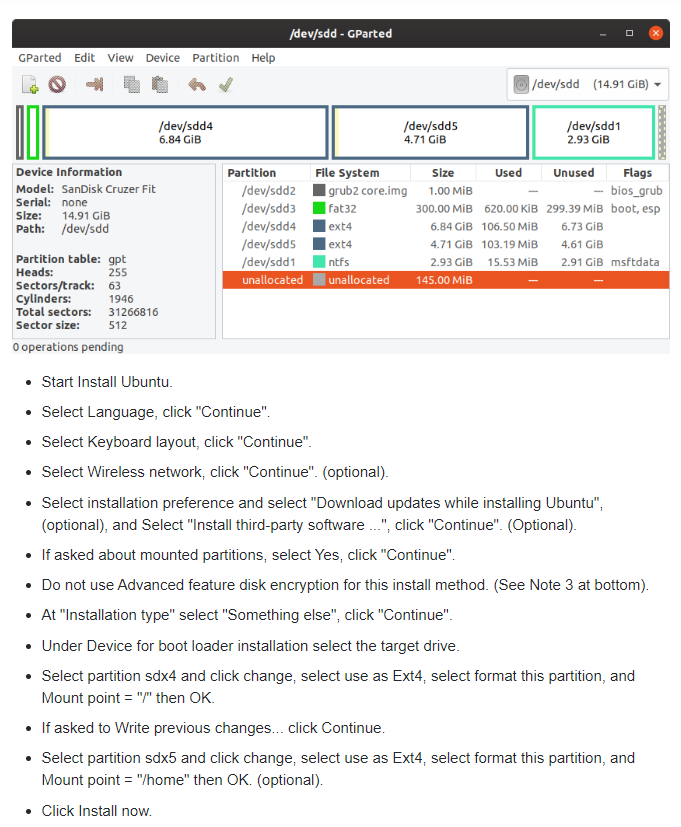 /dev/sdd - GParted
GParted Edit View Device Partition Help
/dev/sdd (14.91 GiB)
/dev/sdd4
6.84 GiB
/dev/sdd5
4.71 GiB
/dev/sdd1
2.93 GiB
Device Information
Model: SanDisk Cruzer Fit
Serial: none
Size: 14.91 GiB
Path: /dev/sdd
Partition table: gpt
Heads: 255
Sectors/track: 63
Cylinders: 1946
Total sectors: 31266816
Sector size: 512
Partition File System Size Used Unused Flags
/dev/sdd2 grub2 core.img 1.00 MiB — — bios_grub
/dev/sdd3 fat32 300.00 MiB 620.00 KiB 299.39 MiB boot, esp
/dev/sdd4 ext4 6.84 GiB 106.50 MiB 6.73 GiB
/dev/sdd5 ext4 4.71 GiB 103.19 MiB 4.61 GiB
/dev/sdd1 ntfs 2.93 GiB 15.53 MiB 2.91 GiB msftdata
unallocated unallocated 145.00 MiB — —
0 operations pending
• Start Install Ubuntu.
• Select Language, click "Continue".
• Select Keyboard layout, click "Continue".
• Select Wireless network, click "Continue". (optional).
• Select installation preference and select "Download updates while installing Ubuntu",
(optional), and Select "Install third-party software ...", click "Continue". (Optional).
• If asked about mounted partitions, select Yes, click "Continue".
• Do not use Advanced feature disk encryption for this install method. (See Note 3 at bottom).
• At "Installation type" select "Something else", click "Continue".
• Under Device for boot loader installation select the target drive.
• Select partition sdx4 and click change, select use as Ext4, select format this partition, and
Mount point = "/" then OK.
• If asked to Write previous changes... click Continue.
• Select partition sdx5 and click change, select use as Ext4, select format this partition, and
Mount point = "/home" then OK. (optional).
• Click Install now.